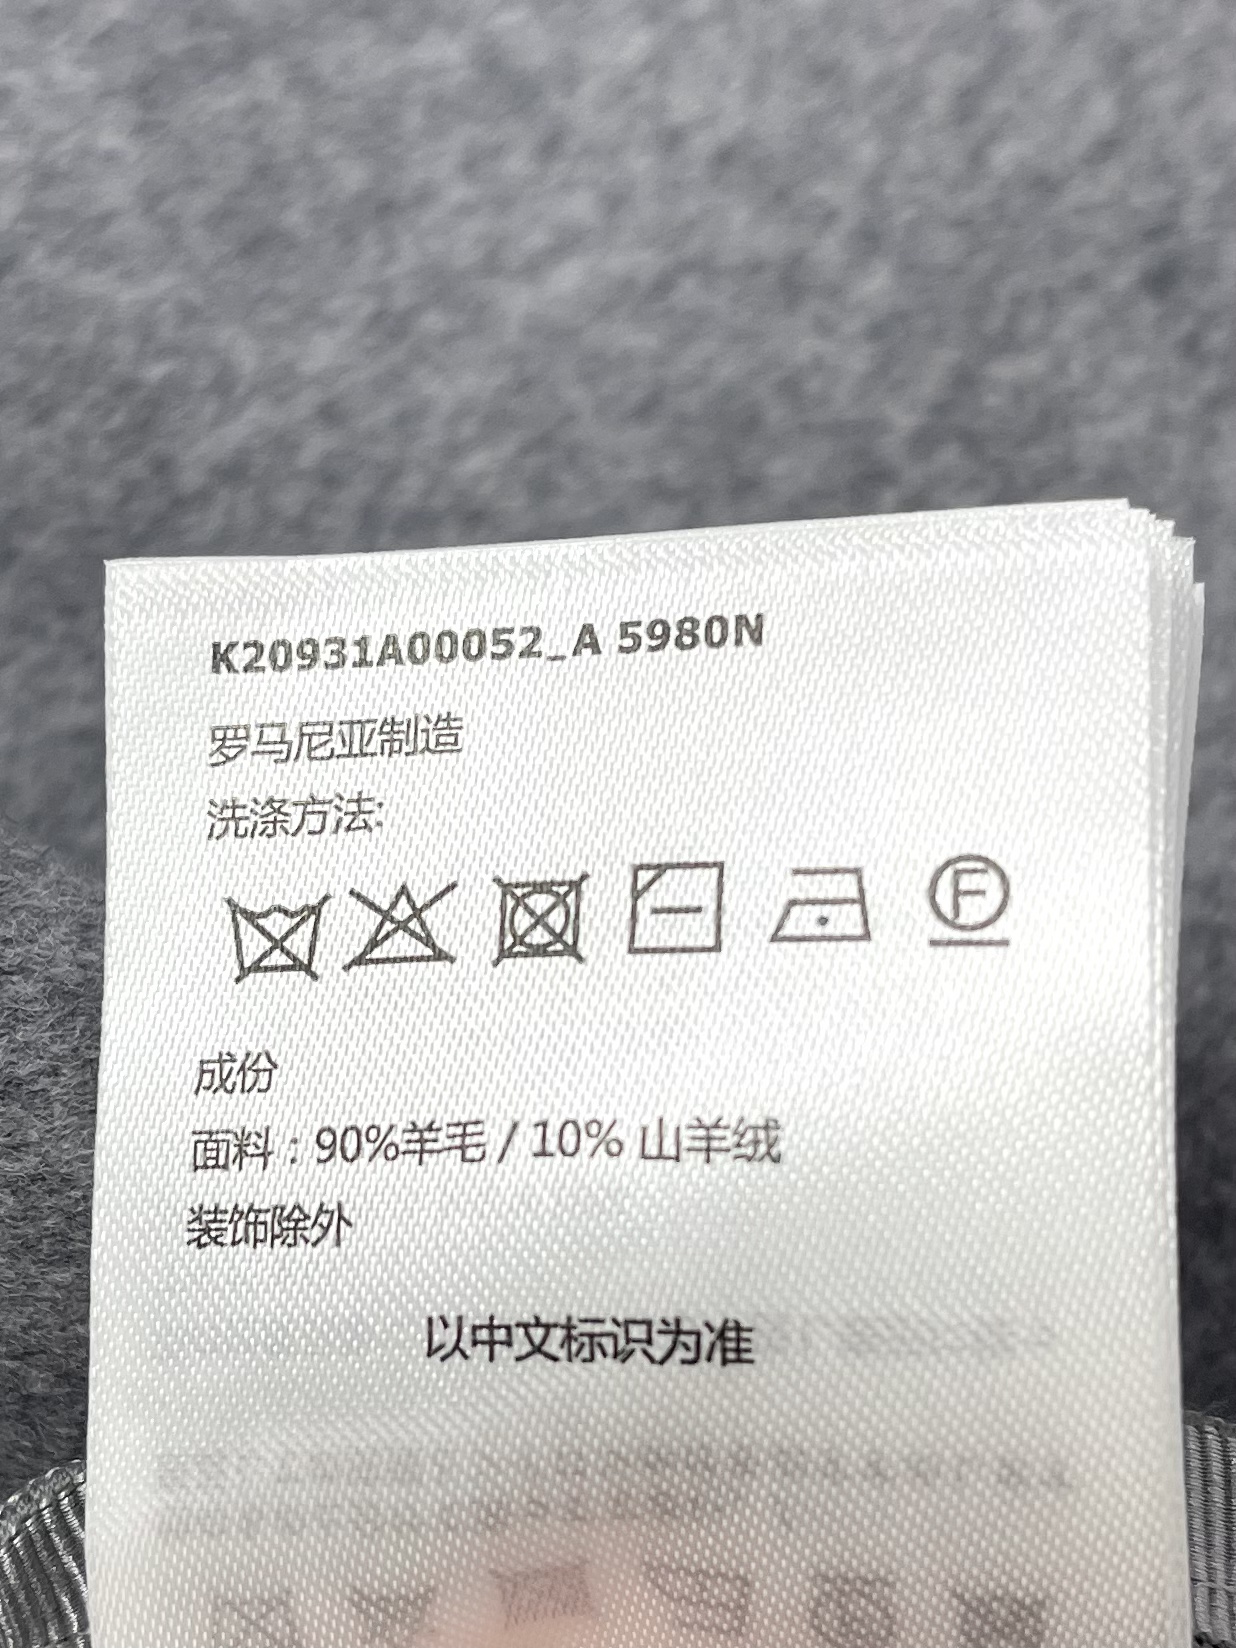 K20931A00052_A 5980N
罗马尼亚制造
洗涤方法:
F
成份
面料：90%羊毛 / 10% 山羊绒
装饰除外
以中文标识为准